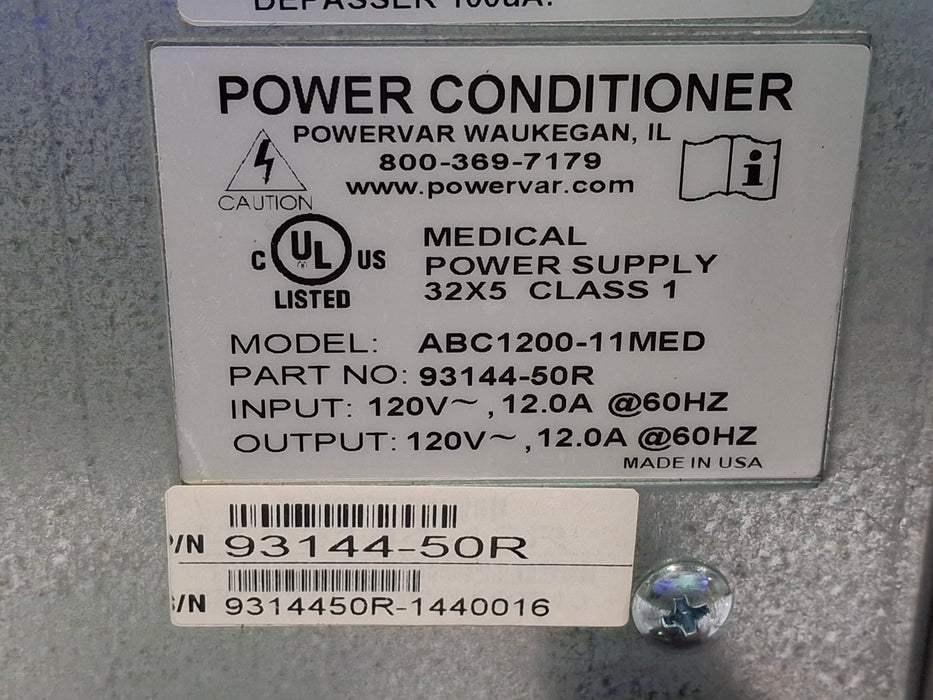 DEPASSER 100uA.
POWER CONDITIONER
POWERVAR WAUKEGAN, IL
800-369-7179
www.powervar.com
CAUTION
C UL US
LISTED
MEDICAL
POWER SUPPLY
32X5 CLASS 1
MODEL: ABC1200-11MED
PART NO: 93144-50R
INPUT: 120V~, 12.0A @60HZ
OUTPUT: 120V~, 12.0A @60HZ
MADE IN USA
P/N 93144-50R
S/N 9314450R-1440016